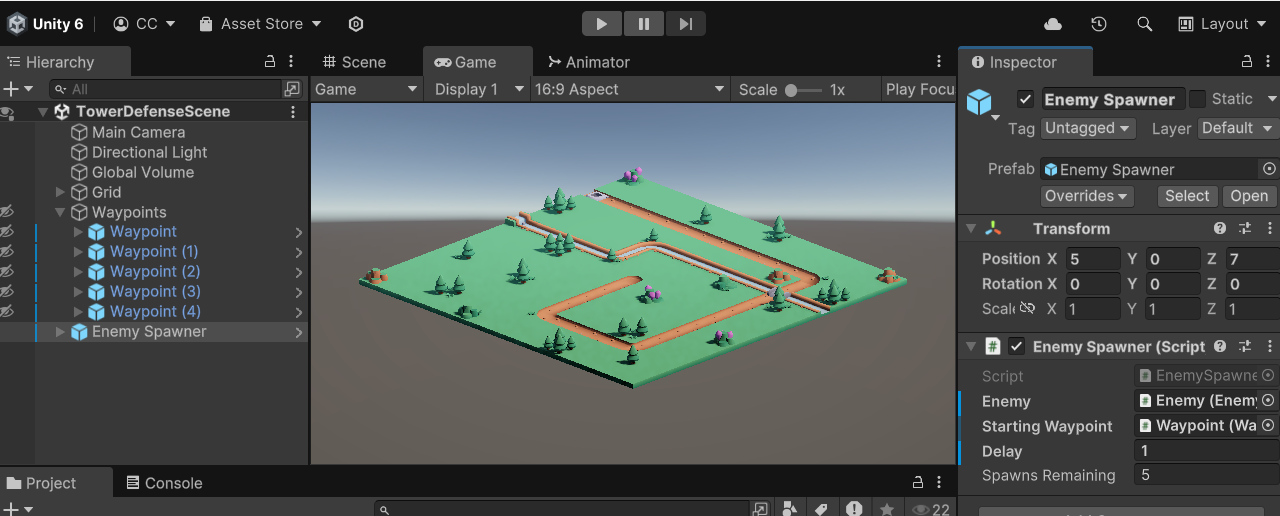 Unity 6 CC Asset Store Layout
Hierarchy
All
TowerDefenseScene
Main Camera
Directional Light
Global Volume
Grid
Waypoints
Waypoint
Waypoint (1)
Waypoint (2)
Waypoint (3)
Waypoint (4)
Enemy Spawner
Scene Game Animator
Game Display 1 16:9 Aspect Scale 1x Play Focu
Inspector
Enemy Spawner Static
Tag Untagged Layer Default
Prefab Enemy Spawner
Overrides Select Open
Transform
Position X 5 Y 0 Z 7
Rotation X 0 Y 0 Z 0
Scale X 1 Y 1 Z 1
Enemy Spawner (Script
Script EnemySpawne
Enemy Enemy (Enemy
Starting Waypoint Waypoint (Wa
Delay 1
Spawns Remaining 5
Project Console
22